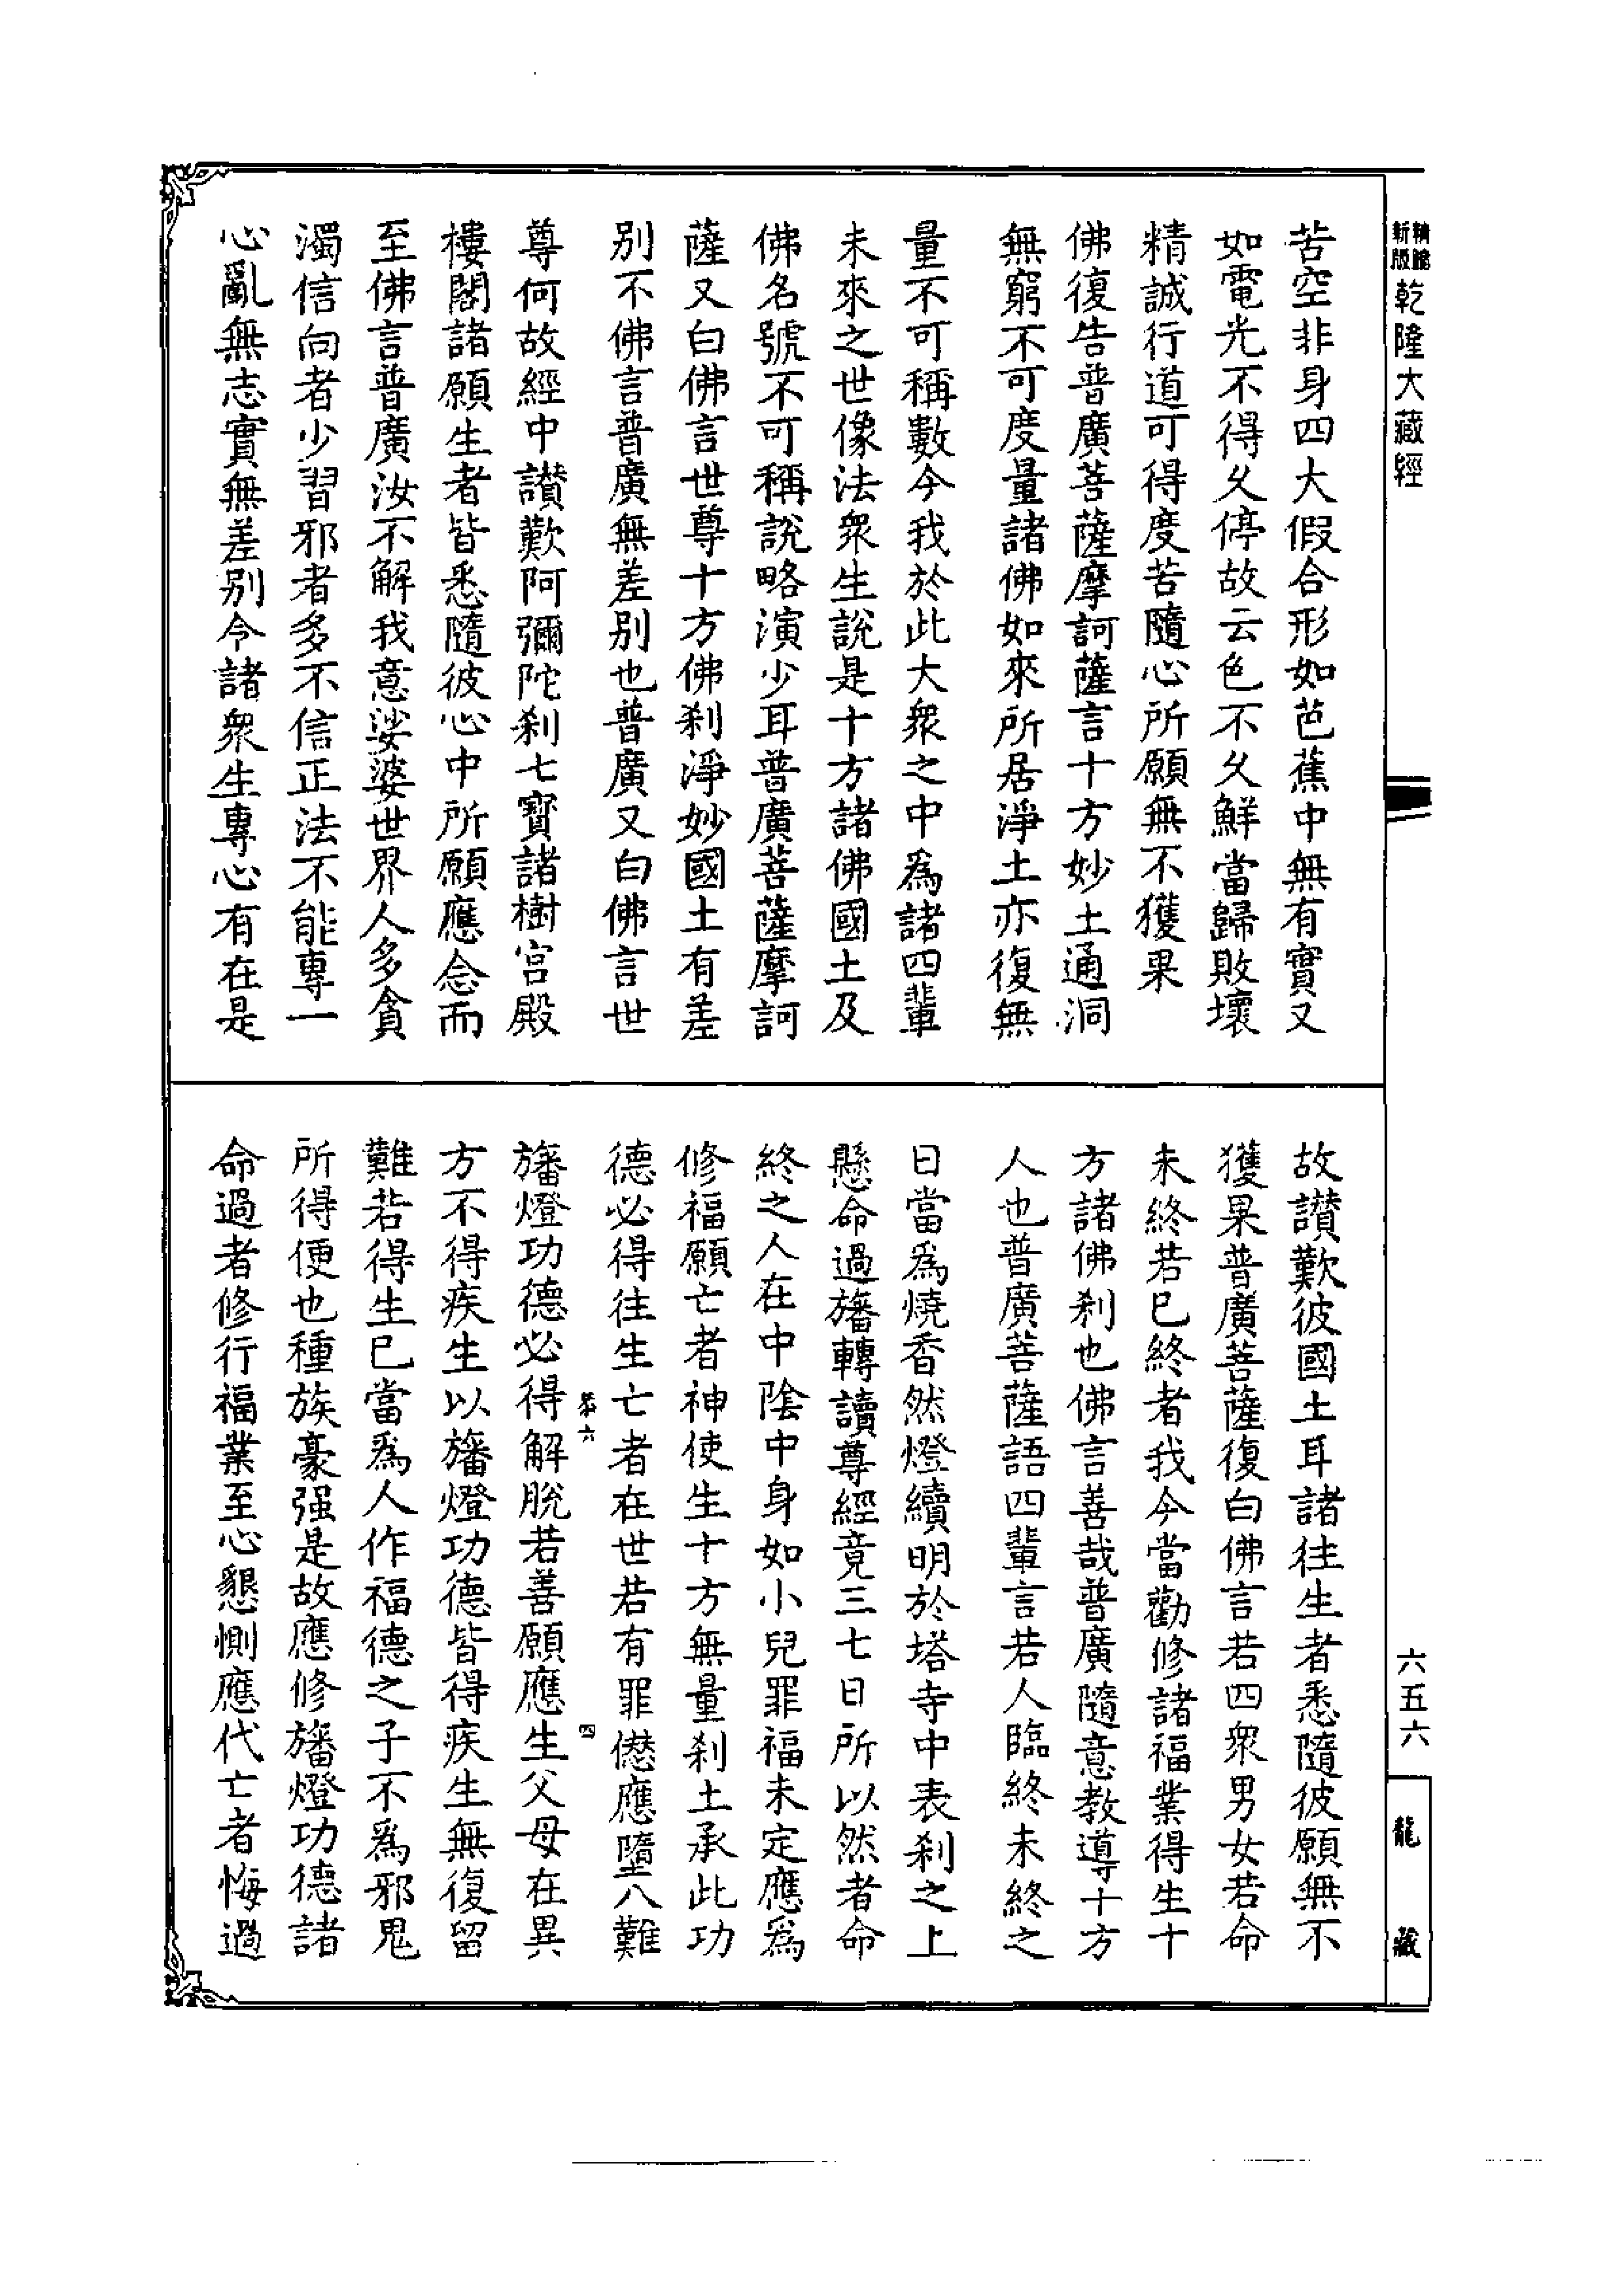 新版
精縮
乾隆大藏經
苦空非身四大假合形如芭蕉中無有實又
如電光不得久停故云色不久鮮當歸敗壞
精誠行道可得度苦隨心所願無不獲果
佛復告普廣菩薩摩訶薩言十方妙土通洞
無窮不可度量諸佛如來所居淨土亦復無
量不可稱數今我於此大衆之中爲諸四輩
未來之世像法衆生說是十方諸佛國土及
佛名號不可稱說略演少耳普廣菩薩摩訶
薩又白佛言世尊十方佛刹淨妙國土有差
別不佛言普廣無差別也普廣又白佛言世
尊何故經中讃歎阿彌陀刹七寶諸樹宮殿
樓閣諸願生者皆悉隨彼心中所願應念而
至佛言普廣汝不解我意娑婆世界人多貪
濁信向者少習邪者多不信正法不能專一
心亂無志實無差別令諸衆生專心有在是
故讃歎彼國土耳諸往生者悉隨彼願無不
獲果普廣菩薩復白佛言若四衆男女若命
未終若已終者我今當勸修諸福業得生十
方諸佛刹也佛言善哉普廣隨意教導十方
人也普廣菩薩語四輩言若人臨終未終之
日當爲燒香然燈續明於塔寺中表刹之上
懸命過旛轉讀尊經竟三七日所以然者命
終之人在中陰中身如小兒罪福未定應爲
修福願亡者神使生十方無量刹土承此功
德必得往生亡者在世若有罪愆應墮八難
六 四
旛燈功德必得解脫若善願應生父母在異
方不得疾生以旛燈功德皆得疾生無復留
難若得生已當爲人作福德之子不爲邪鬼
所得便也種族豪强是故應修旛燈功德諸
命過者修行福業至心懇惻應代亡者悔過
六五六
龍藏